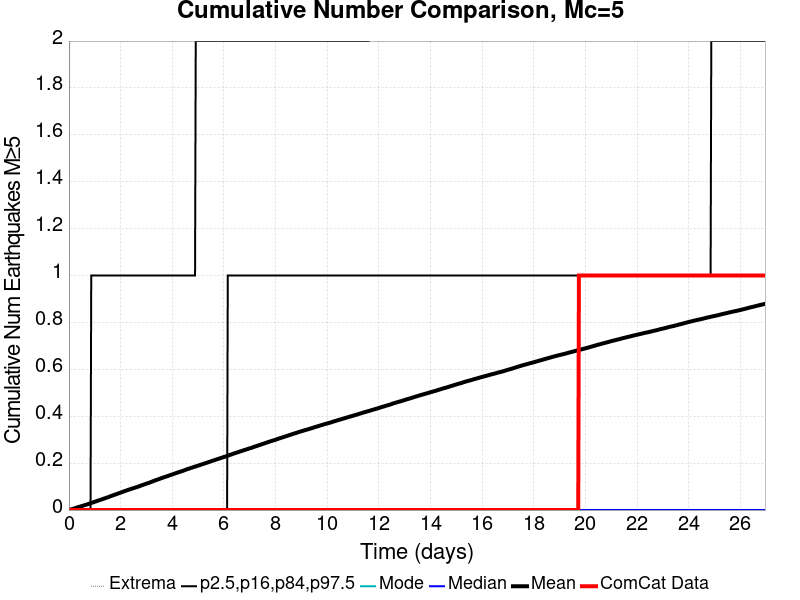 Cumulative Number Comparison, Mc=5
Cumulative Num Earthquakes M≥5
2
1.8
1.6
1.4
1.2
1
0.8
0.6
0.4
0.2
0
0 2 4 6 8 10 12 14 16 18 20 22 24 26
Time (days)
Extrema p2.5,p16,p84,p97.5 Mode Median Mean ComCat Data